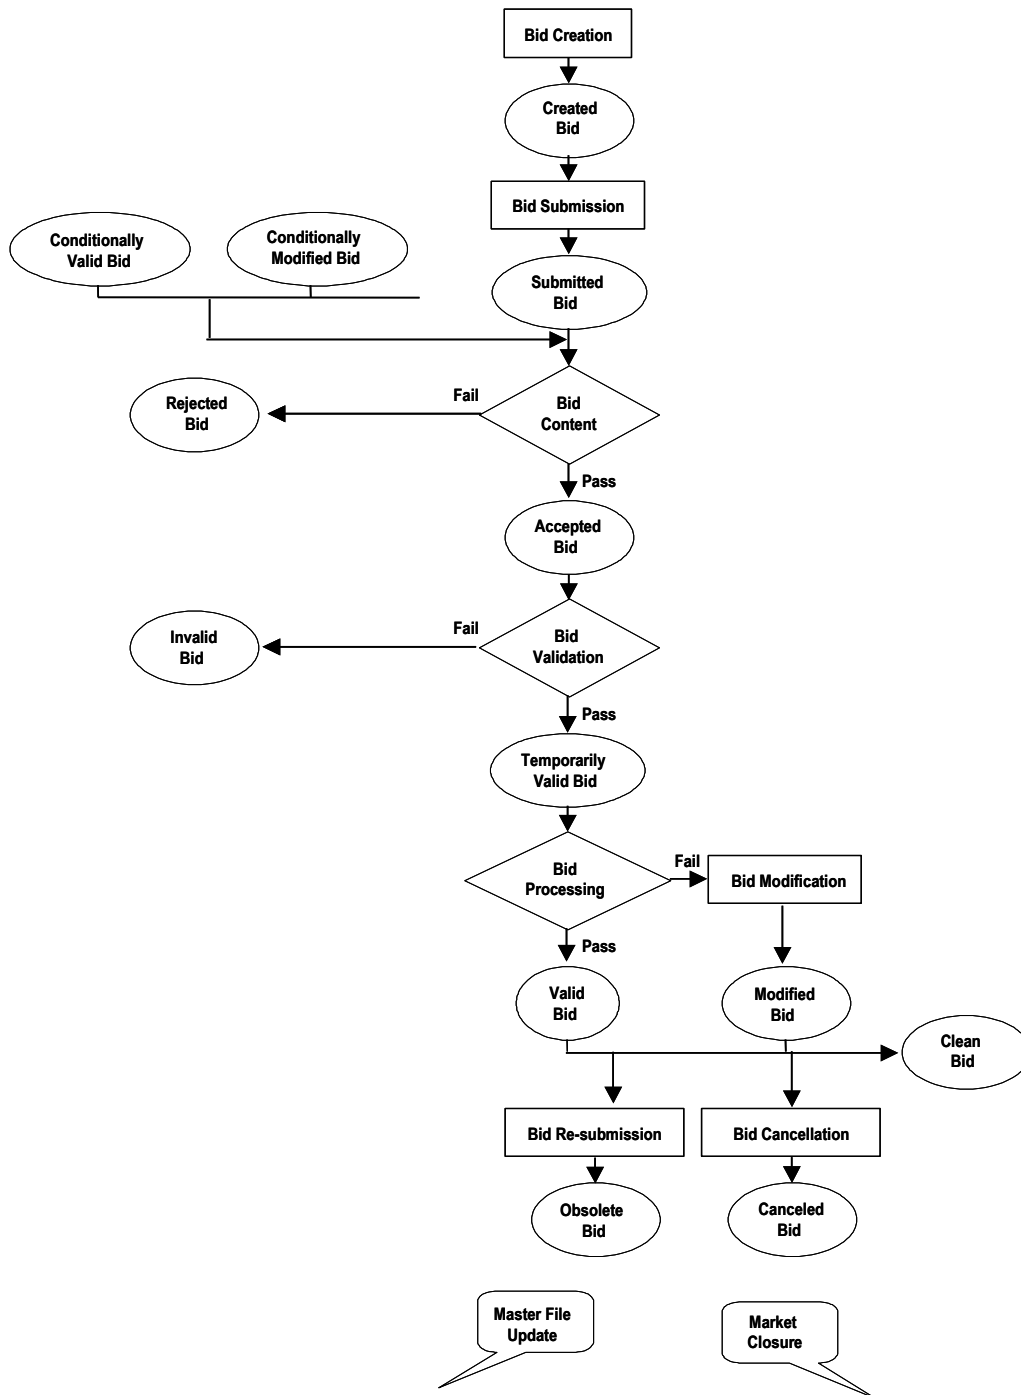 Bid Creation
Created
Bid
Bid Submission
Conditionally
Valid Bid
Conditionally
Modified Bid
Submitted
Bid
Rejected
Bid
Fail
Bid
Content
Pass
Accepted
Bid
Invalid
Bid
Fail
Bid
Validation
Pass
Temporarily
Valid Bid
Bid
Processing
Fail
Bid Modification
Pass
Valid
Bid
Modified
Bid
Clean
Bid
Bid Re-submission
Bid Cancellation
Obsolete
Bid
Canceled
Bid
Master File
Update
Market
Closure